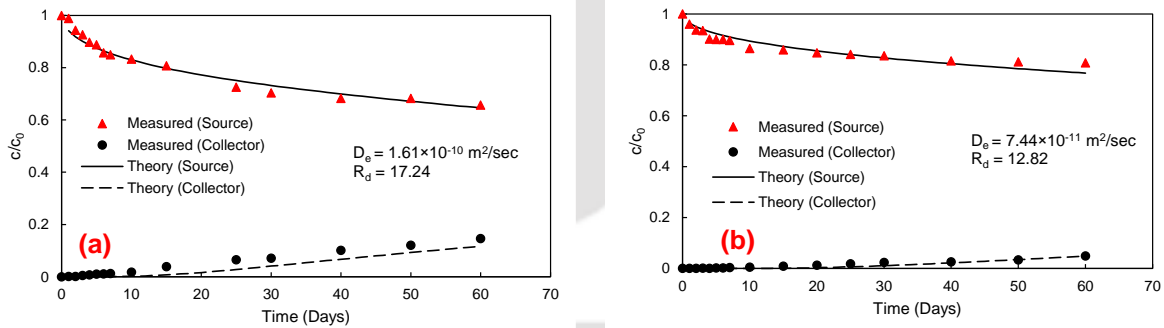 1
0.8
0.6
0.4
0.2
0
c/c₀
Measured (Source)
Measured (Collector)
Theory (Source)
Theory (Collector)
Dₑ = 1.61×10⁻¹⁰ m²/sec
R_d = 17.24
(a)
0 10 20 30 40 50 60 70
Time (Days)
1
0.8
0.6
0.4
0.2
0
c/c₀
Measured (Source)
Measured (Collector)
Theory (Source)
Theory (Collector)
Dₑ = 7.44×10⁻¹¹ m²/sec
R_d = 12.82
(b)
0 10 20 30 40 50 60 70
Time (Days)